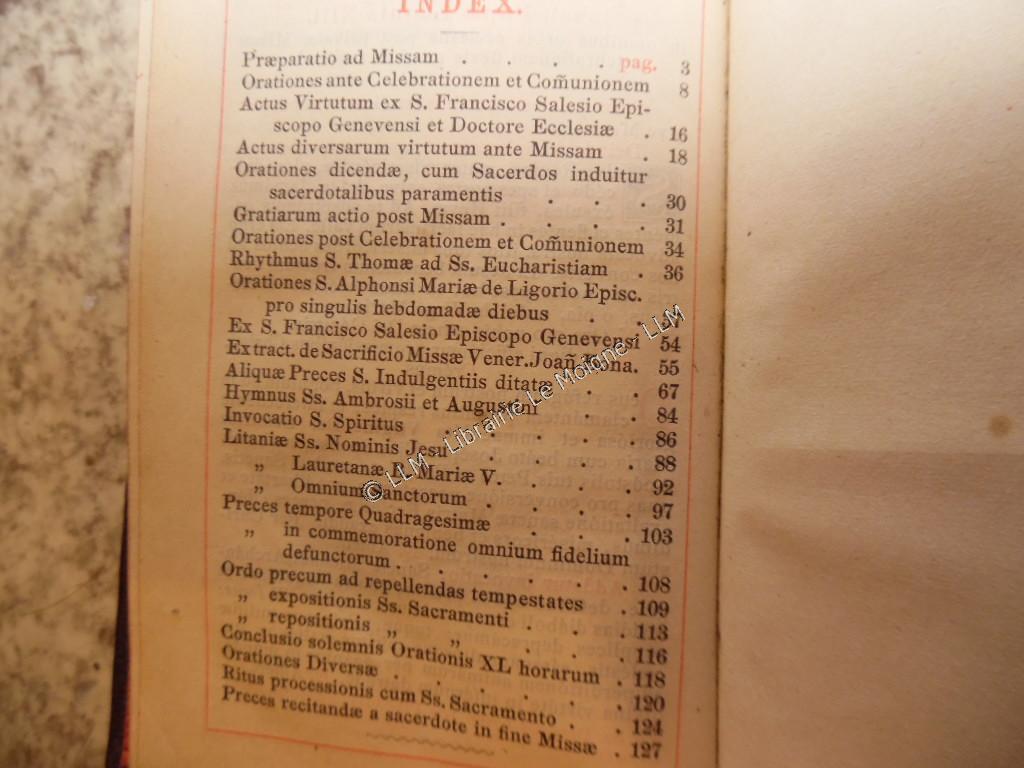 INDEX.
Præparatio ad Missam . . . . pag. 3
Orationes ante Celebrationem et Com̃unionem 8
Actus Virtutum ex S. Francisco Salesio Epi-
scopo Genevensi et Doctore Ecclesiæ . 16
Actus diversarum virtutum ante Missam . 18
Orationes dicendæ, cum Sacerdos induitur
sacerdotalibus paramentis . . . 30
Gratiarum actio post Missam . . . . 31
Orationes post Celebrationem et Com̃unionem 34
Rhythmus S. Thomæ ad Ss. Eucharistiam . 36
Orationes S. Alphonsi Mariæ de Ligorio Episc.
pro singulis hebdomadæ diebus . .
Ex S. Francisco Salesio Episcopo Genevensi 54
Extract. de Sacrificio Missæ Vener. Joañ. Bona. 55
Aliquæ Preces S. Indulgentiis ditatæ . . 67
Hymnus Ss. Ambrosii et Augustini . . 84
Invocatio S. Spiritus . . . . . 86
Litaniæ Ss. Nominis Jesu . . . . 88
„ Lauretanæ B. Mariæ V. . . . 92
„ Omnium Sanctorum . . . . 97
Preces tempore Quadragesimæ . . . 103
„ in commemoratione omnium fidelium
defunctorum . . . . . . 108
Ordo precum ad repellendas tempestates . 109
„ expositionis Ss. Sacramenti . . . 113
„ repositionis „ „ . . . 116
Conclusio solemnis Orationis XL horarum . 118
Orationes Diversæ . . . . . . 120
Ritus processionis cum Ss. Sacramento . . 124
Preces recitandæ a sacerdote in fine Missæ . 127
© LLM - Librairie Le Moigne - LLM